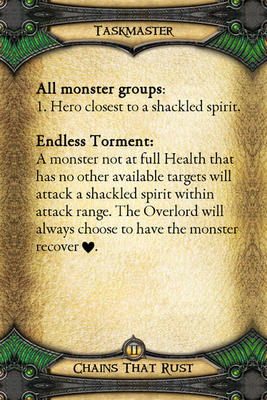 Taskmaster
All monster groups:
1. Hero closest to a shackled spirit.
Endless Torment:
A monster not at full Health that
has no other available targets will
attack a shackled spirit within
attack range. The Overlord will
always choose to have the monster
recover ♥.
II
Chains That Rust